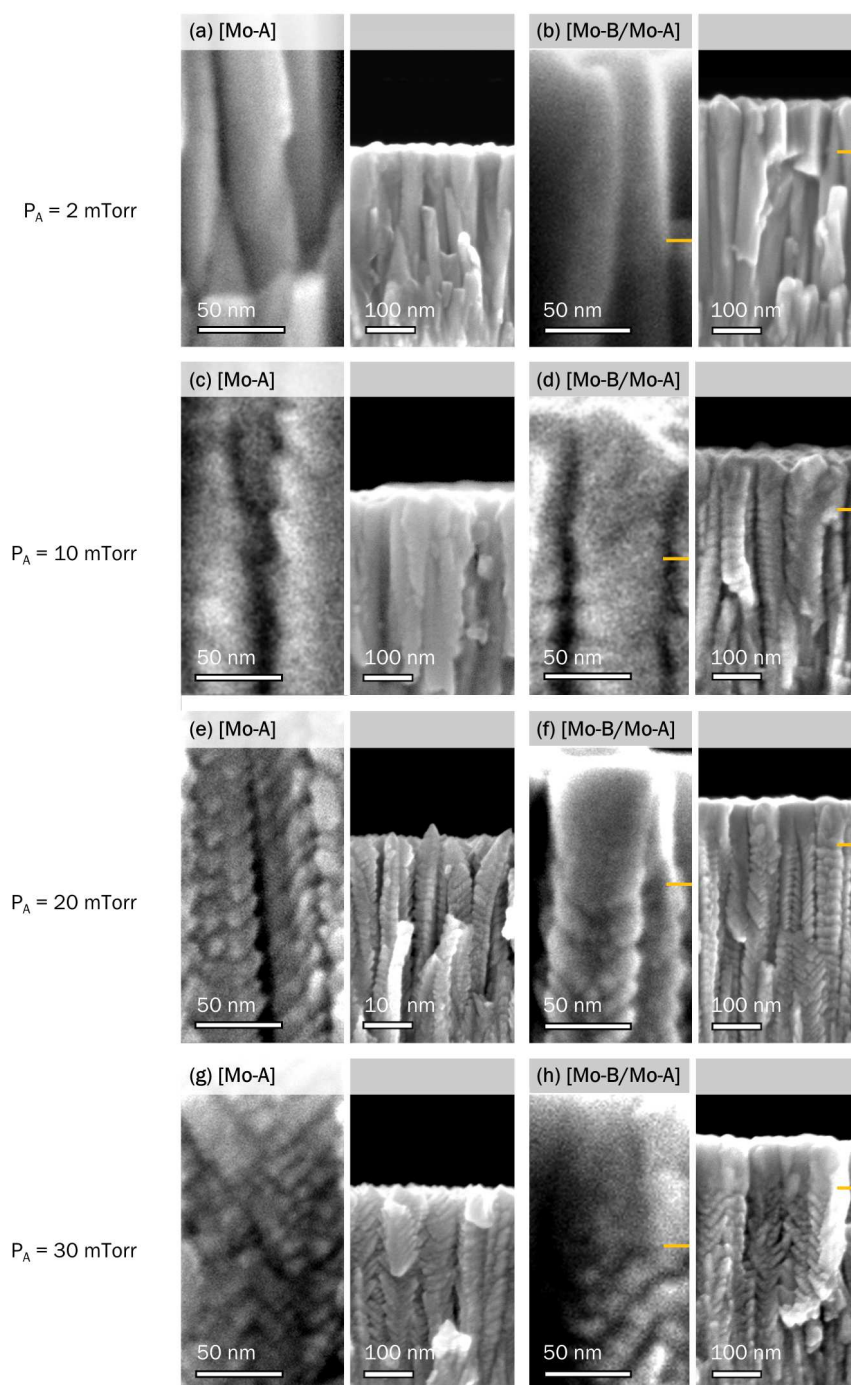 (a) [Mo-A]
(b) [Mo-B/Mo-A]
P_A = 2 mTorr
50 nm
100 nm
50 nm
100 nm
(c) [Mo-A]
(d) [Mo-B/Mo-A]
P_A = 10 mTorr
50 nm
100 nm
50 nm
100 nm
(e) [Mo-A]
(f) [Mo-B/Mo-A]
P_A = 20 mTorr
50 nm
100 nm
50 nm
100 nm
(g) [Mo-A]
(h) [Mo-B/Mo-A]
P_A = 30 mTorr
50 nm
100 nm
50 nm
100 nm